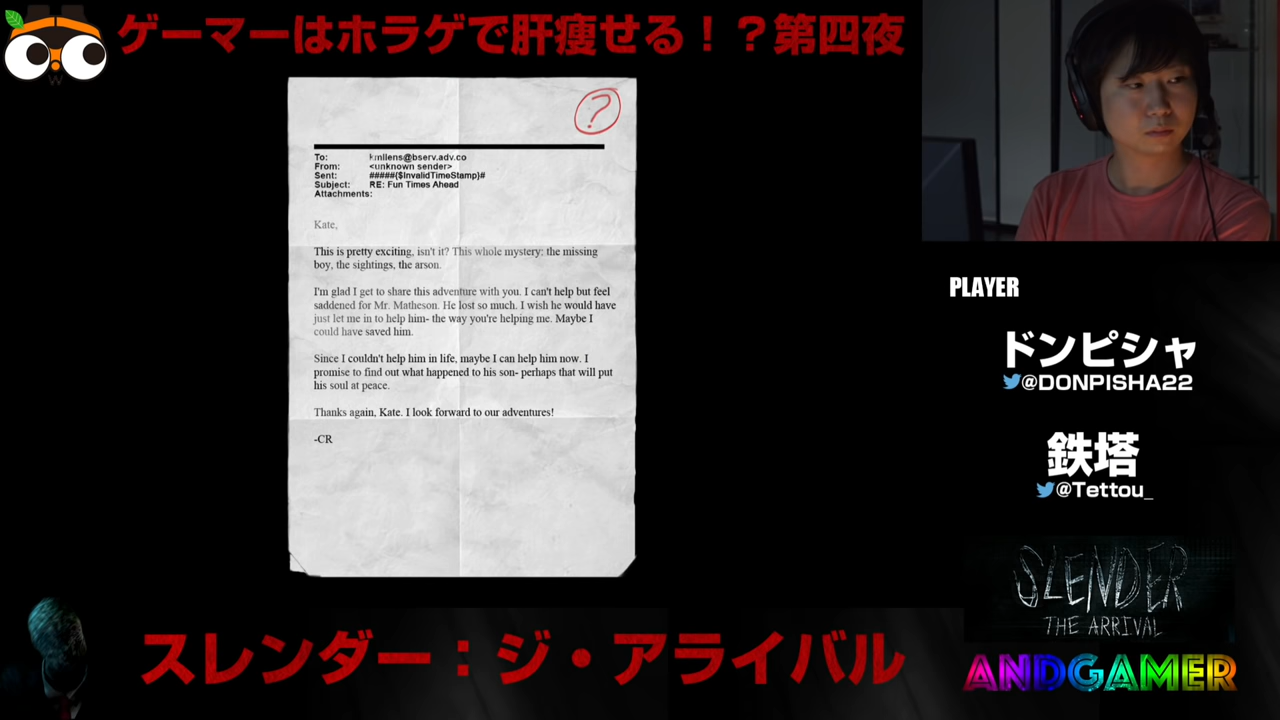 ゲーマーはホラゲで肝痩せる！？第四夜
?
To: kmllens@bserv.adv.co
From: <unknown sender>
Sent: #####{$InvalidTimeStamp}#
Subject: RE: Fun Times Ahead
Attachments:
Kate,
This is pretty exciting, isn't it? This whole mystery: the missing
boy, the sightings, the arson.
I'm glad I get to share this adventure with you. I can't help but feel
saddened for Mr. Matheson. He lost so much. I wish he would have
just let me in to help him- the way you're helping me. Maybe I
could have saved him.
Since I couldn't help him in life, maybe I can help him now. I
promise to find out what happened to his son- perhaps that will put
his soul at peace.
Thanks again, Kate. I look forward to our adventures!
-CR
PLAYER
ドンピシャ
@DONPISHA22
鉄塔
@Tettou_
SLENDER
THE ARRIVAL
スレンダー：ジ・アライバル
ANDGAMER